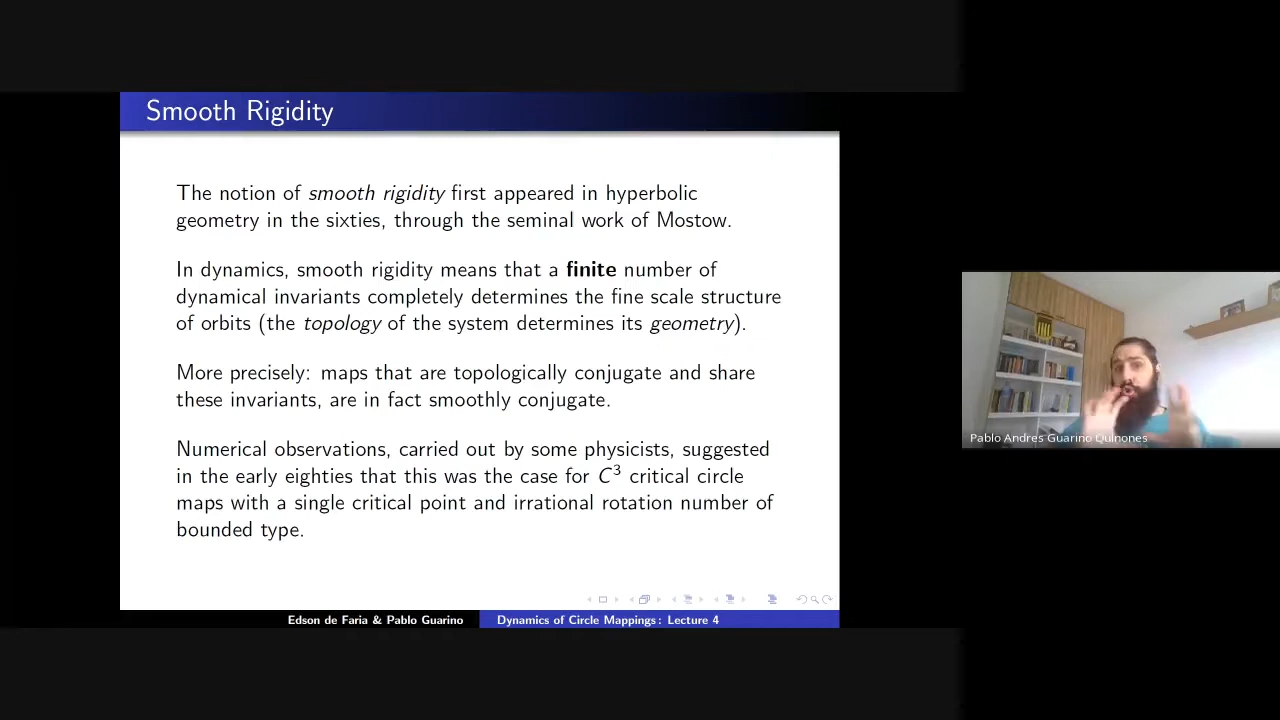 Smooth Rigidity
The notion of smooth rigidity first appeared in hyperbolic
geometry in the sixties, through the seminal work of Mostow.
In dynamics, smooth rigidity means that a finite number of
dynamical invariants completely determines the fine scale structure
of orbits (the topology of the system determines its geometry).
More precisely: maps that are topologically conjugate and share
these invariants, are in fact smoothly conjugate.
Numerical observations, carried out by some physicists, suggested
in the early eighties that this was the case for C³ critical circle
maps with a single critical point and irrational rotation number of
bounded type.
Edson de Faria & Pablo Guarino
Dynamics of Circle Mappings: Lecture 4
Pablo Andres Guarino Quinones